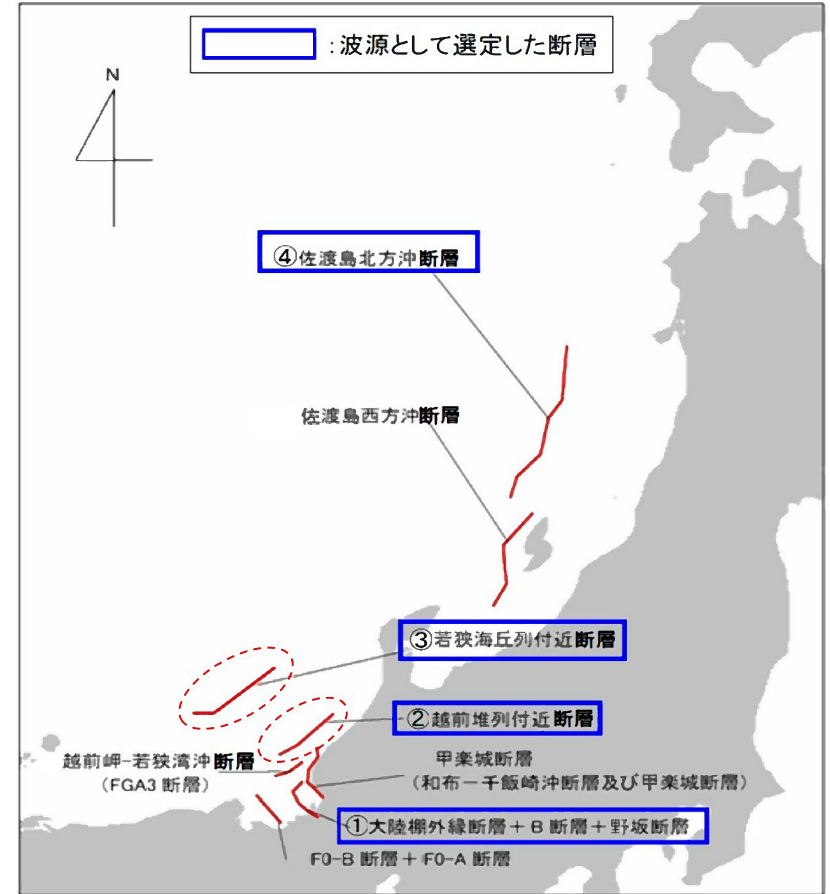 ：波源として選定した断層
N
④佐渡島北方沖断層
佐渡島西方沖断層
③若狭海丘列付近断層
②越前堆列付近断層
越前岬－若狭湾沖断層
（FGA3 断層）
甲楽城断層
（和布－干飯崎沖断層及び甲楽城断層）
①大陸棚外縁断層＋B 断層＋野坂断層
FO-B 断層＋FO-A 断層